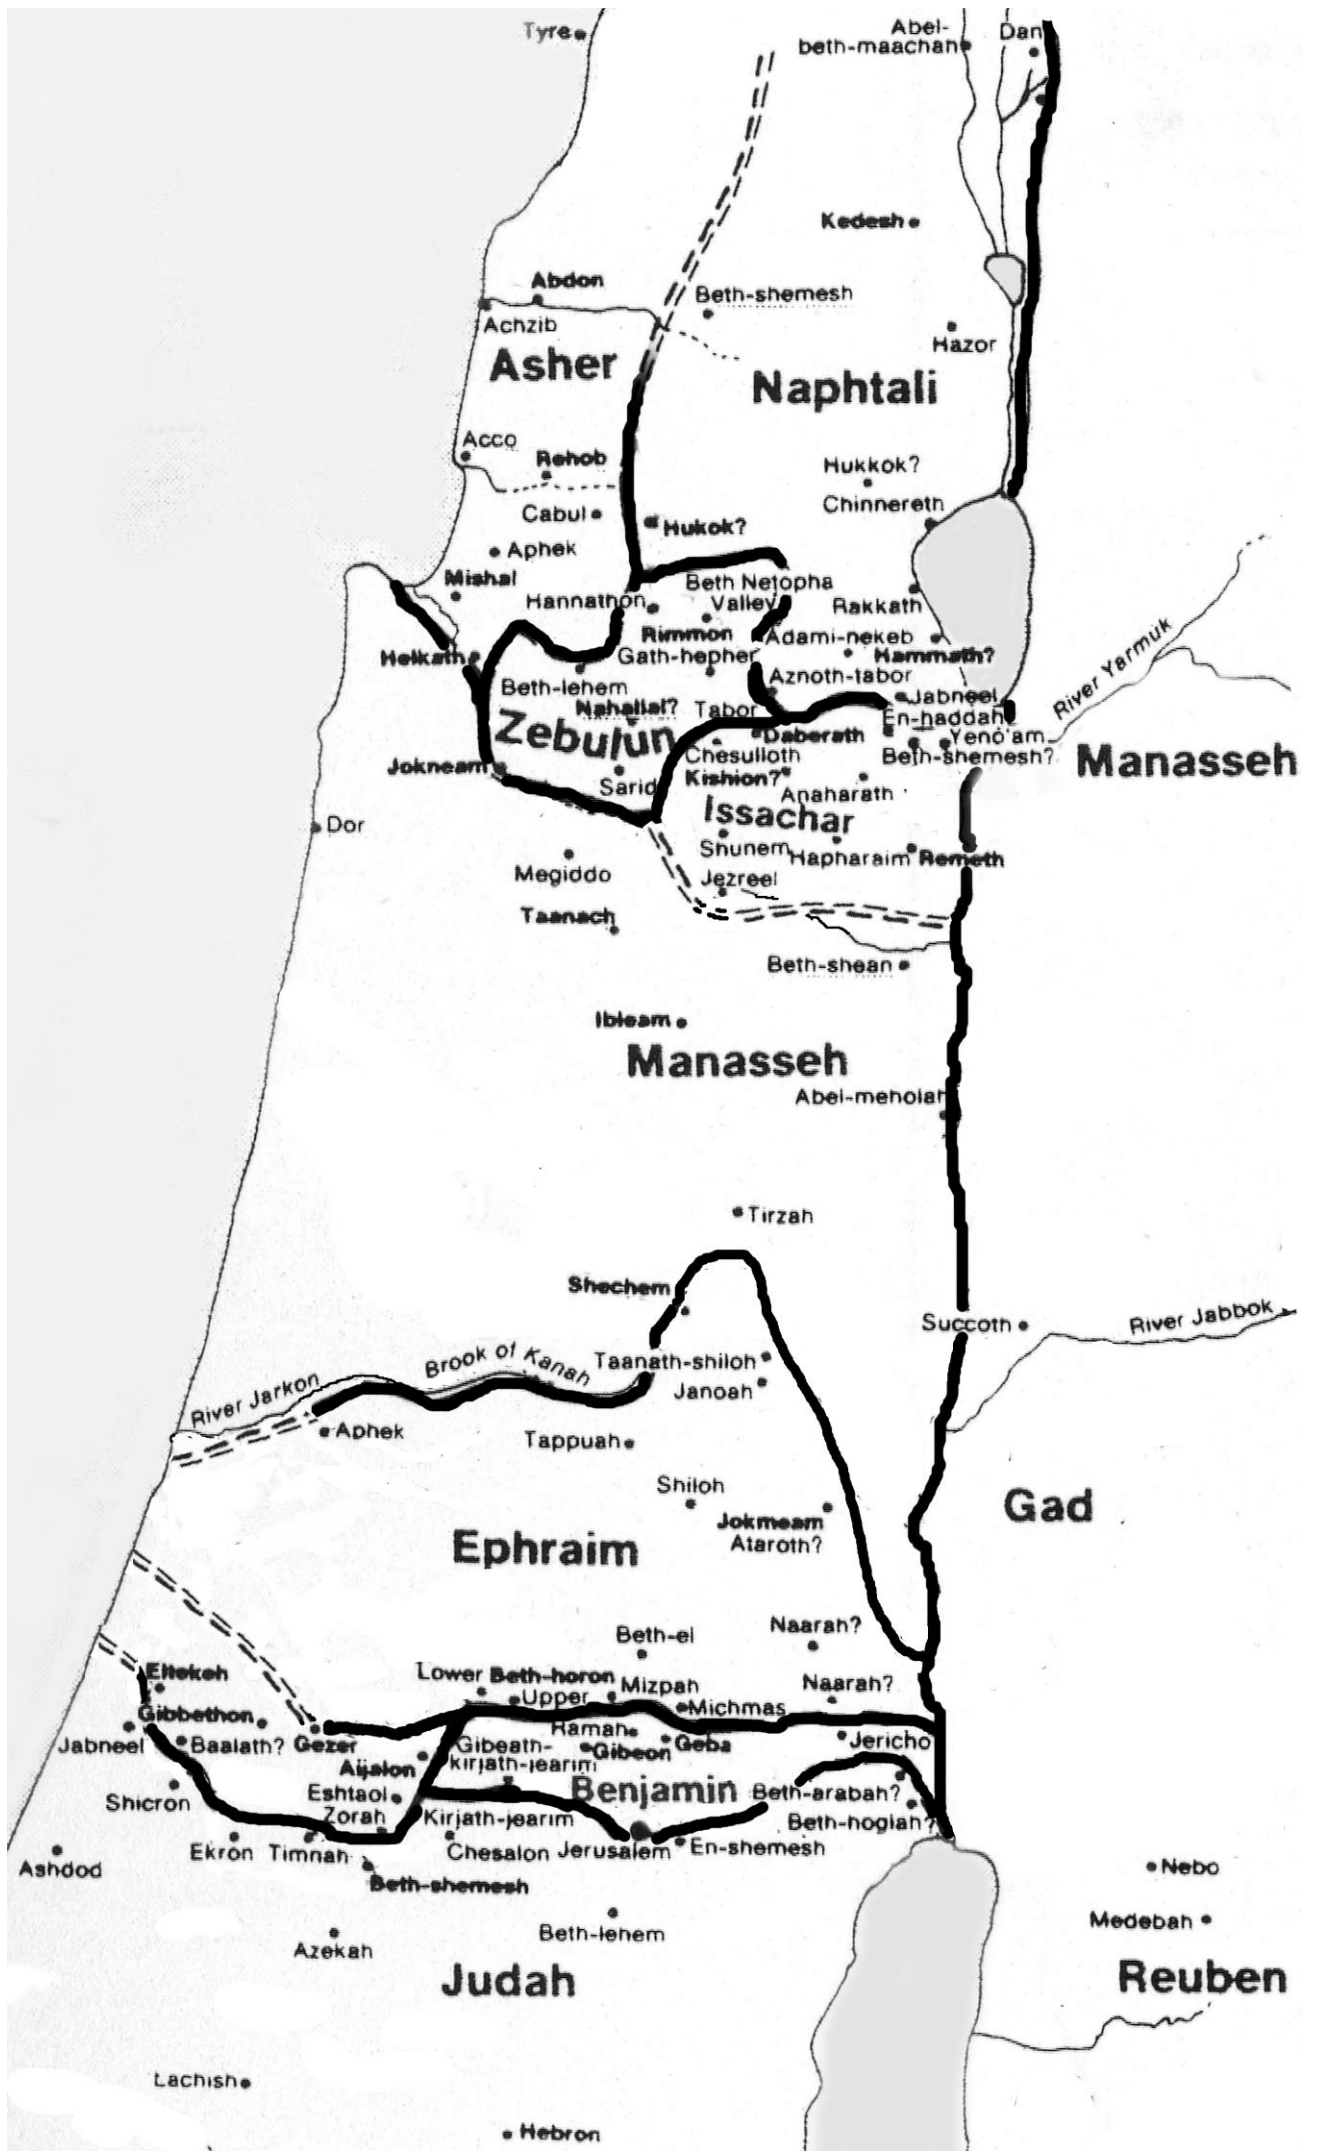 Tyre
Abel-
beth-maachah
Dan
Kedesh
Abdon
Beth-shemesh
Achzib
Hazor
Asher
Naphtali
Acco
Rehob
Hukkok?
Chinnereth
Cabul
Hukok?
Aphek
Mishal
Beth Netopha
Valley
Hannathon
Rakkath
Rimmon
Adami-nekeb
Helkath
Gath-hepher
Hammath?
River Yarmuk
Aznoth-tabor
Beth-lehem
Jabneel
Nahallal?
Tabor
En-haddah
Zebulun
Daberath
Yeno'am
Chesulloth
Beth-shemesh?
Manasseh
Jokneam
Kishion?
Sarid
Anaharath
Issachar
Dor
Shunem
Hapharaim
Remeth
Megiddo
Jezreel
Taanach
Beth-shean
Ibleam
Manasseh
Abel-meholah
Tirzah
Shechem
Succoth
River Jabbok
Brook of Kanah
Taanath-shiloh
Janoah
River Jarkon
Aphek
Tappuah
Shiloh
Gad
Jokmeam
Ataroth?
Ephraim
Naarah?
Beth-el
Eltekeh
Lower Beth-horon
Upper
Mizpah
Naarah?
Gibbethon
Michmas
Jabneel
Baalath?
Gezer
Ramah
Jericho
Gibeath-
kirjath-jearim
Gibeon
Geba
Aijalon
Eshtaol
Benjamin
Beth-arabah?
Shicron
Zorah
Kirjath-jearim
Beth-hoglah?
Ekron
Timnah
Chesalon
Jerusalem
En-shemesh
Ashdod
Nebo
Beth-shemesh
Medebah
Beth-lehem
Azekah
Judah
Reuben
Lachish
Hebron